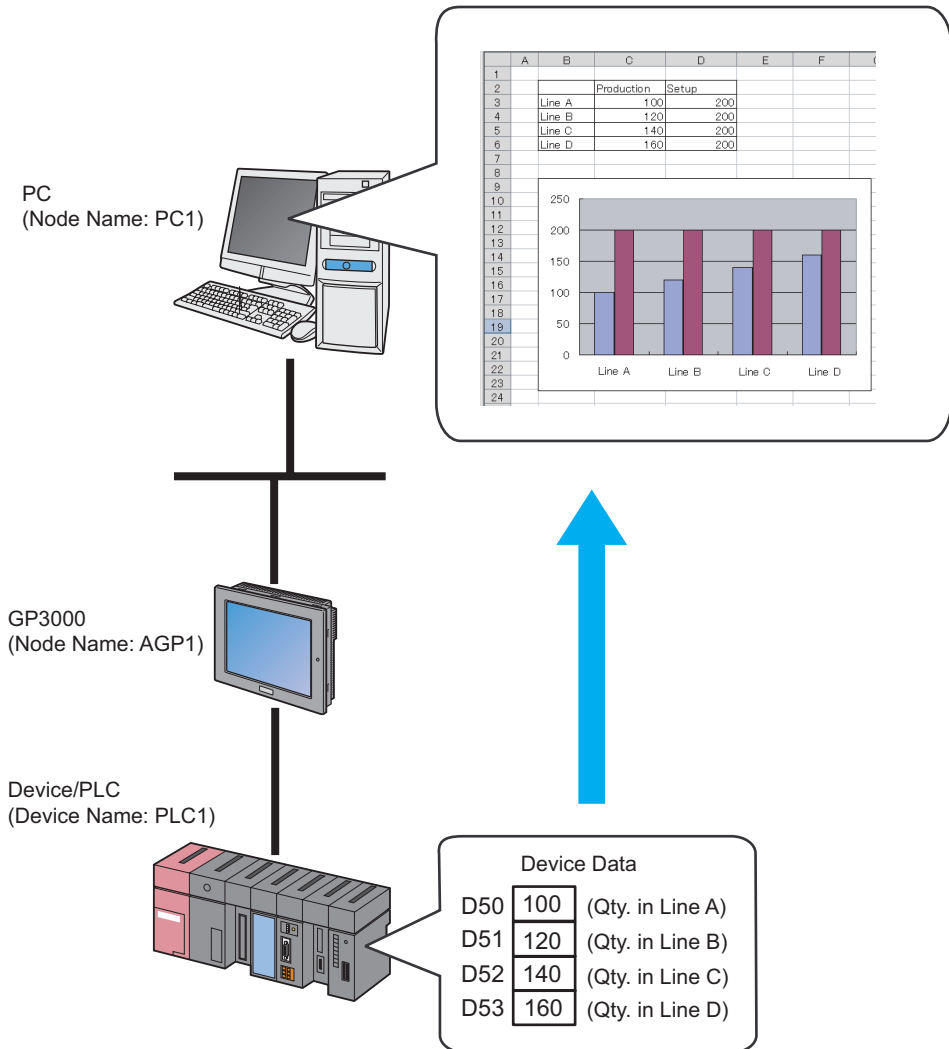 A B C D E F
1
2 Production Setup
3 Line A 100 200
4 Line B 120 200
5 Line C 140 200
6 Line D 160 200
7
8
9
10
11
12
13
14
15
16
17
18
19
20
21
22
23
24
250
200
150
100
50
0
Line A Line B Line C Line D
PC
(Node Name: PC1)
GP3000
(Node Name: AGP1)
Device/PLC
(Device Name: PLC1)
Device Data
D50 100 (Qty. in Line A)
D51 120 (Qty. in Line B)
D52 140 (Qty. in Line C)
D53 160 (Qty. in Line D)